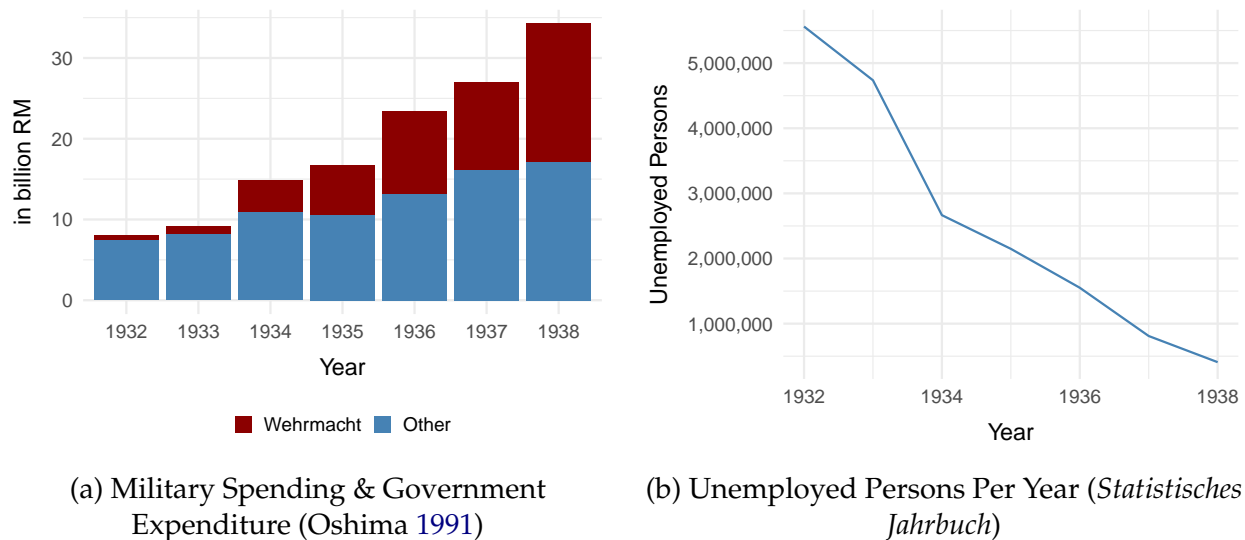 in billion RM
30
20
10
0
1932 1933 1934 1935 1936 1937 1938
Year
Wehrmacht Other
(a) Military Spending & Government
Expenditure (Oshima 1991)
Unemployed Persons
5,000,000
4,000,000
3,000,000
2,000,000
1,000,000
1932 1934 1936 1938
Year
(b) Unemployed Persons Per Year (Statistisches
Jahrbuch)